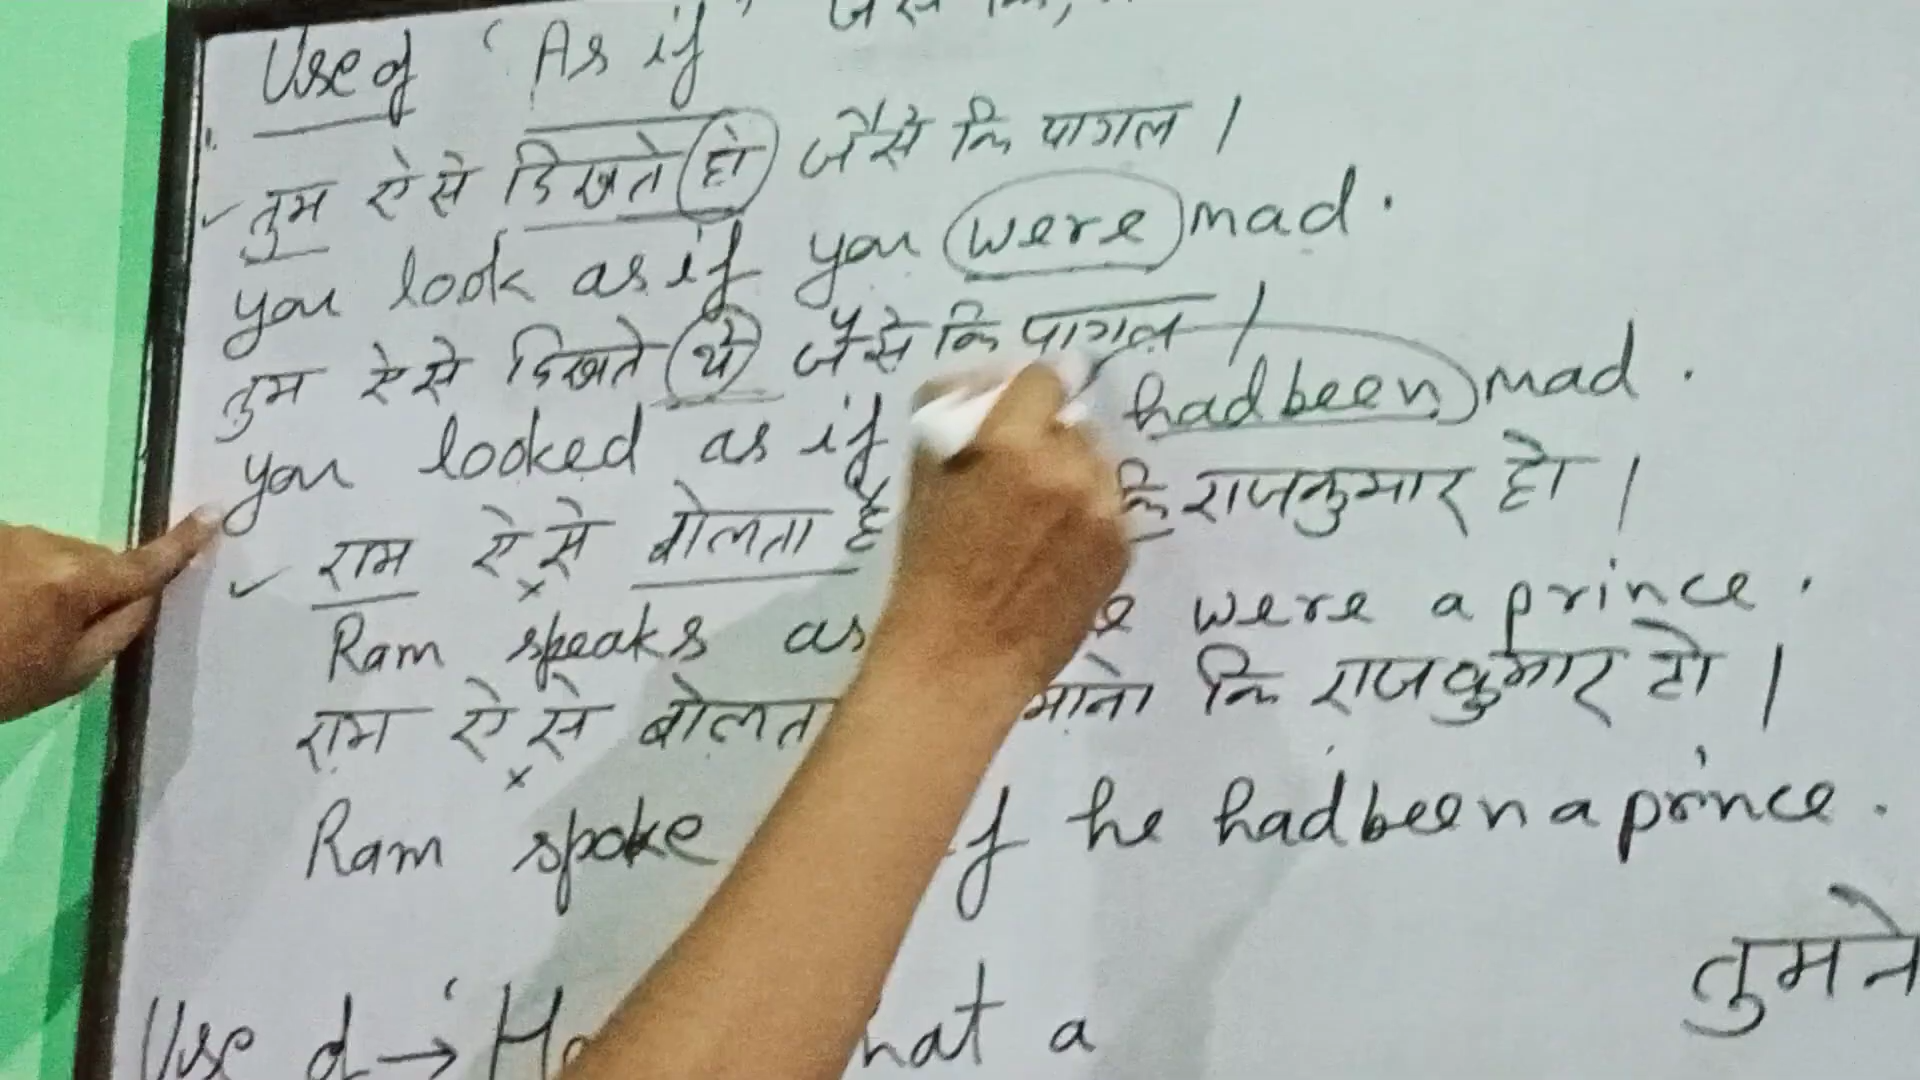 Use of 'As if' जैसे कि,
1.
तुम ऐसे दिखते हो जैसे कि पागल।
you look as if you were mad.
तुम ऐसे दिखते थे जैसे कि पागल।
you looked as if had been mad.
राम ऐसे बोलता है कि राजकुमार हो।
Ram speaks as were a prince.
राम ऐसे बोलता मानो कि राजकुमार हो।
Ram spoke he had been a prince.
तुमने
Use of → ' a